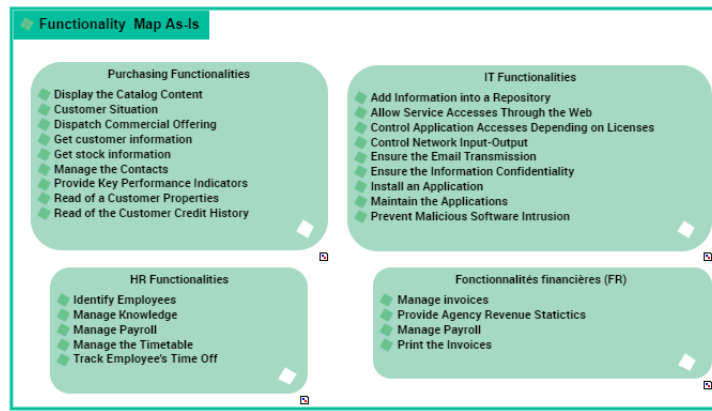 Functionality Map As-Is
Purchasing Functionalities
Display the Catalog Content
Customer Situation
Dispatch Commercial Offering
Get customer information
Get stock information
Manage the Contacts
Provide Key Performance Indicators
Read of a Customer Properties
Read of the Customer Credit History
IT Functionalities
Add Information into a Repository
Allow Service Accesses Through the Web
Control Application Accesses Depending on Licenses
Control Network Input-Output
Ensure the Email Transmission
Ensure the Information Confidentiality
Install an Application
Maintain the Applications
Prevent Malicious Software Intrusion
HR Functionalities
Identify Employees
Manage Knowledge
Manage Payroll
Manage the Timetable
Track Employee's Time Off
Fonctionnalités financières (FR)
Manage invoices
Provide Agency Revenue Statictics
Manage Payroll
Print the Invoices